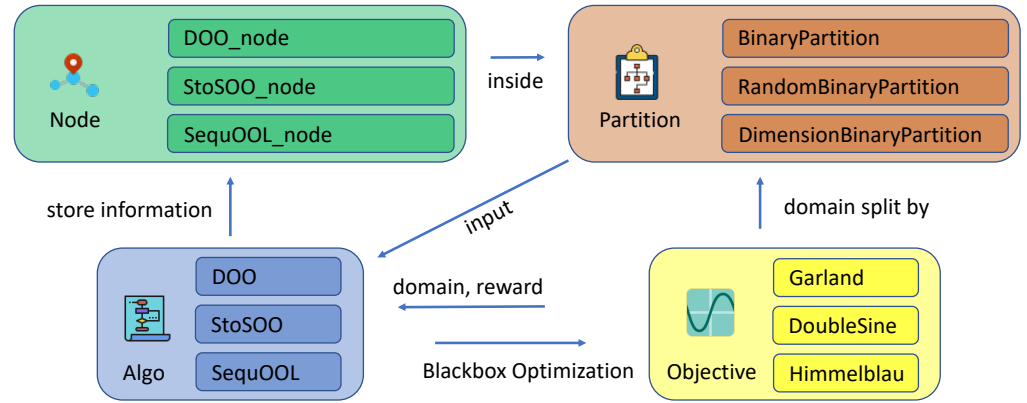 DOO_node
StoSOO_node
SequOOL_node
Node
inside
BinaryPartition
RandomBinaryPartition
DimensionBinaryPartition
Partition
store information
input
domain split by
DOO
StoSOO
SequOOL
Algo
domain, reward
Blackbox Optimization
Garland
DoubleSine
Himmelblau
Objective